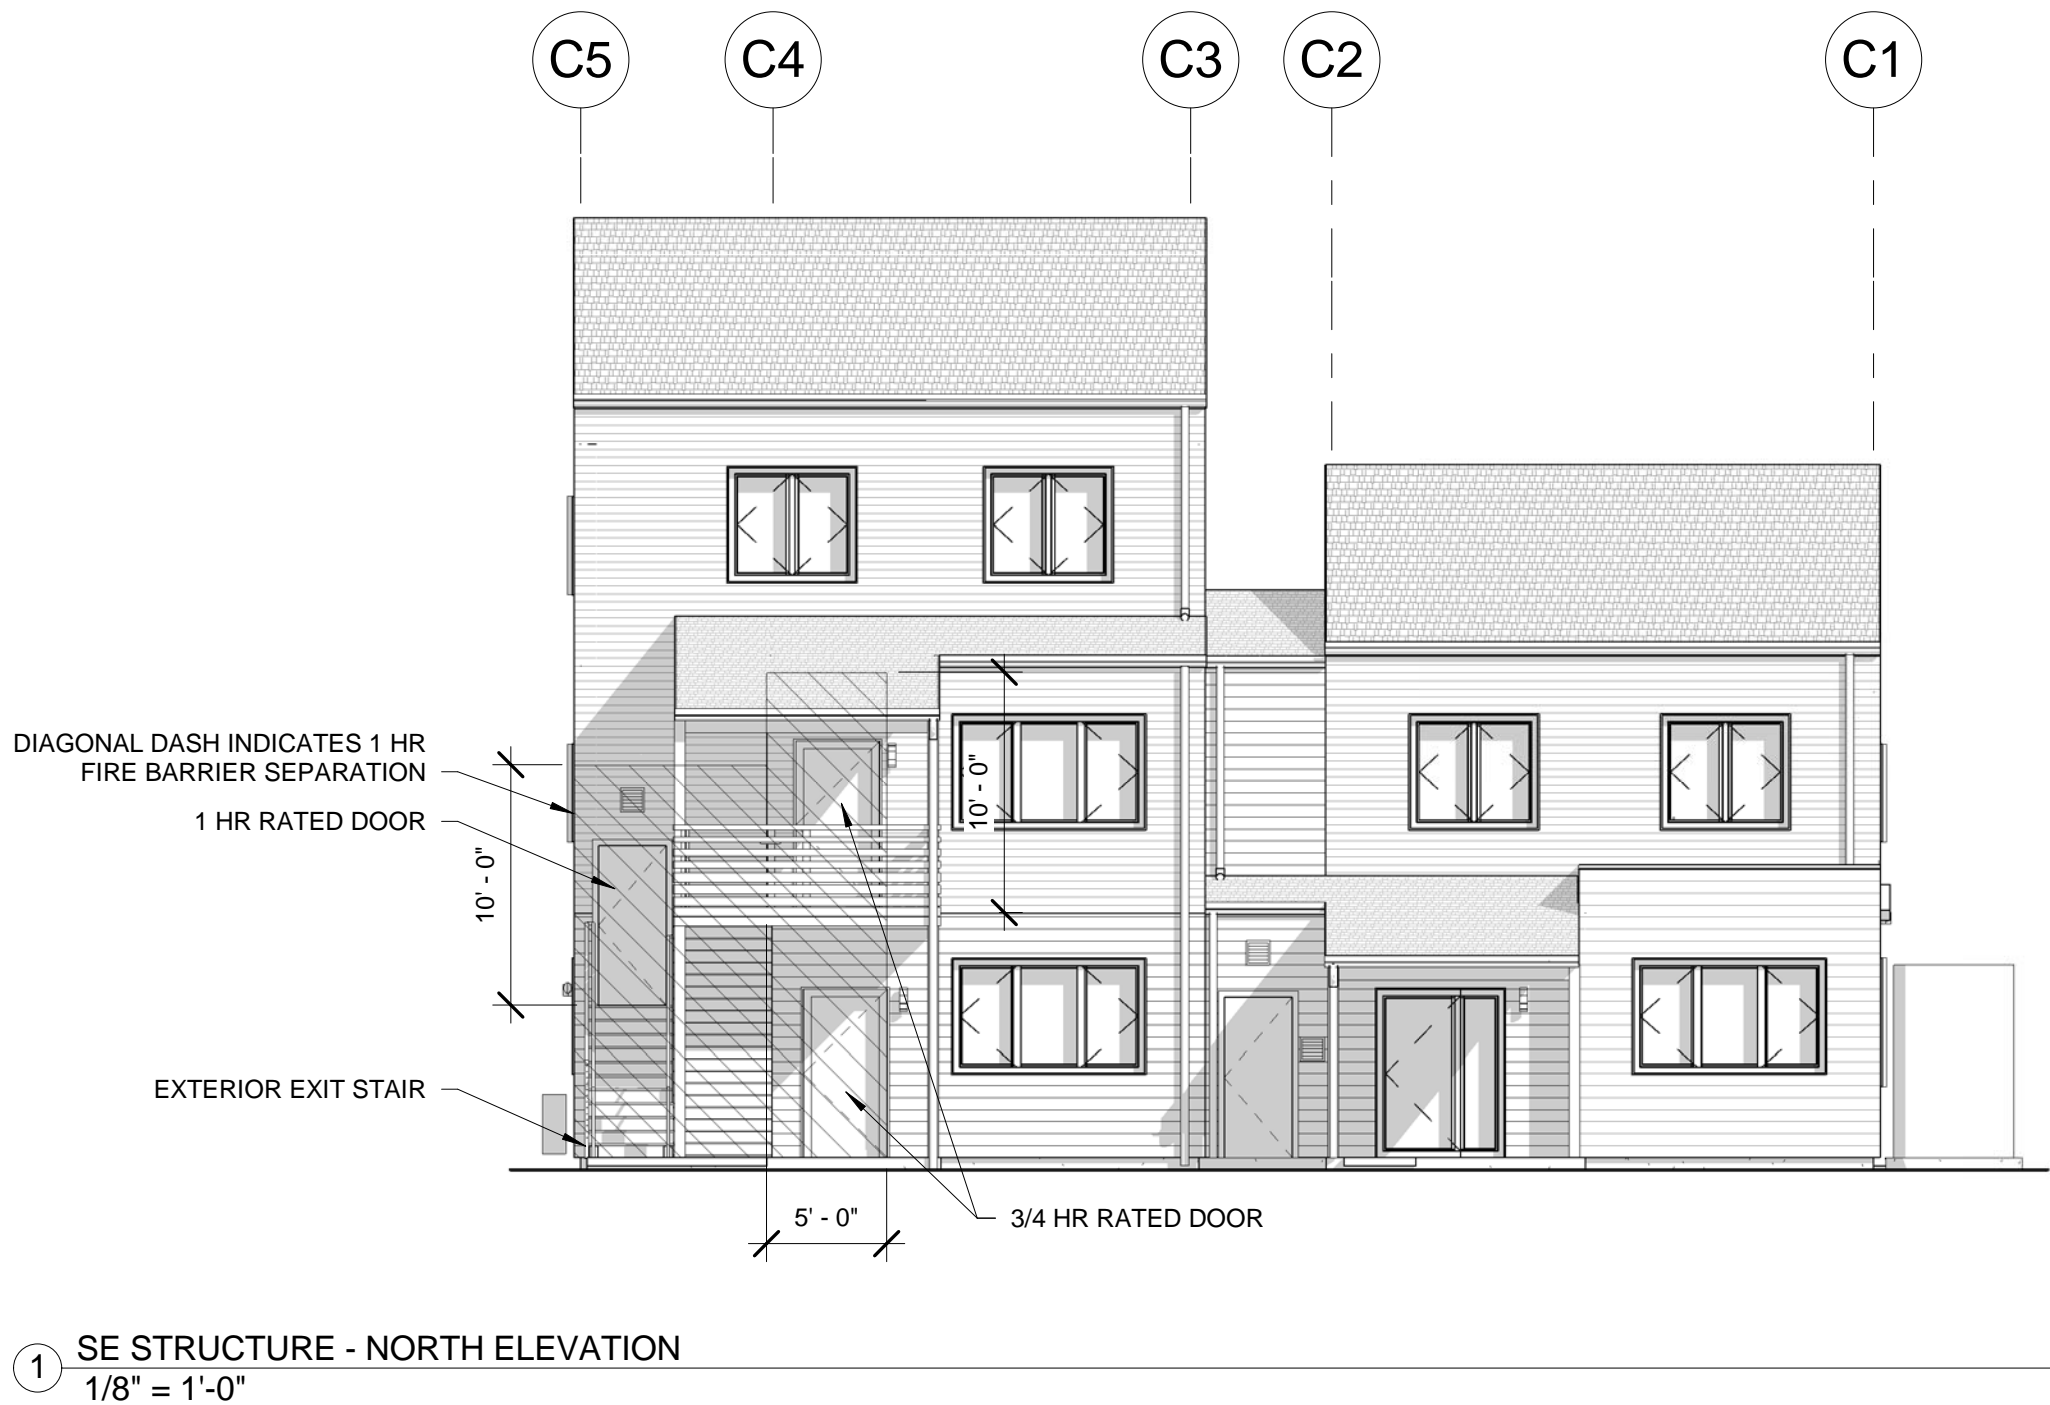 C5
C4
C3
C2
C1
DIAGONAL DASH INDICATES 1 HR
FIRE BARRIER SEPARATION
1 HR RATED DOOR
10' - 0"
10' - 0"
EXTERIOR EXIT STAIR
5' - 0"
3/4 HR RATED DOOR
1
SE STRUCTURE - NORTH ELEVATION
1/8" = 1'-0"